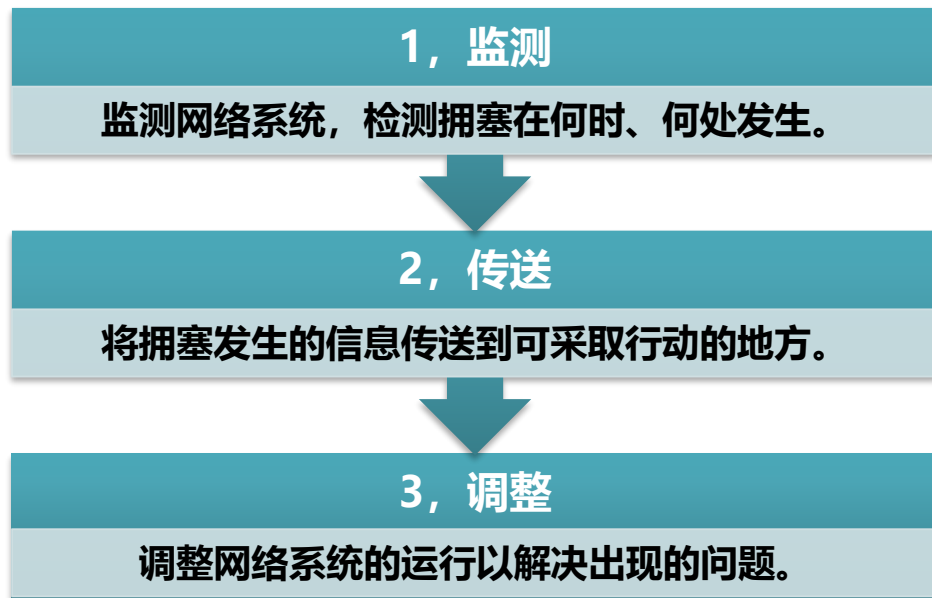 1，监测
监测网络系统，检测拥塞在何时、何处发生。
2，传送
将拥塞发生的信息传送到可采取行动的地方。
3，调整
调整网络系统的运行以解决出现的问题。